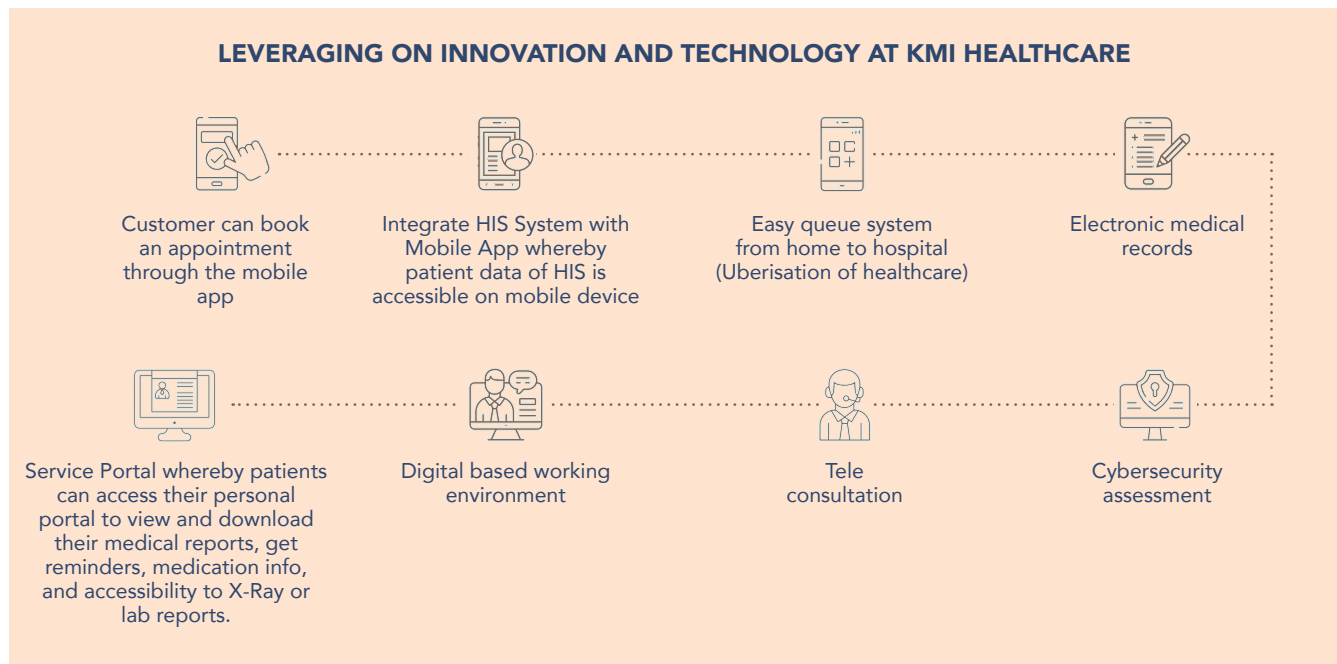 LEVERAGING ON INNOVATION AND TECHNOLOGY AT KMI HEALTHCARE
Customer can book
an appointment
through the mobile
app
Integrate HIS System with
Mobile App whereby
patient data of HIS is
accessible on mobile device
Easy queue system
from home to hospital
(Uberisation of healthcare)
Electronic medical
records
Service Portal whereby patients
can access their personal
portal to view and download
their medical reports, get
reminders, medication info,
and accessibility to X-Ray or
lab reports.
Digital based working
environment
Tele
consultation
Cybersecurity
assessment